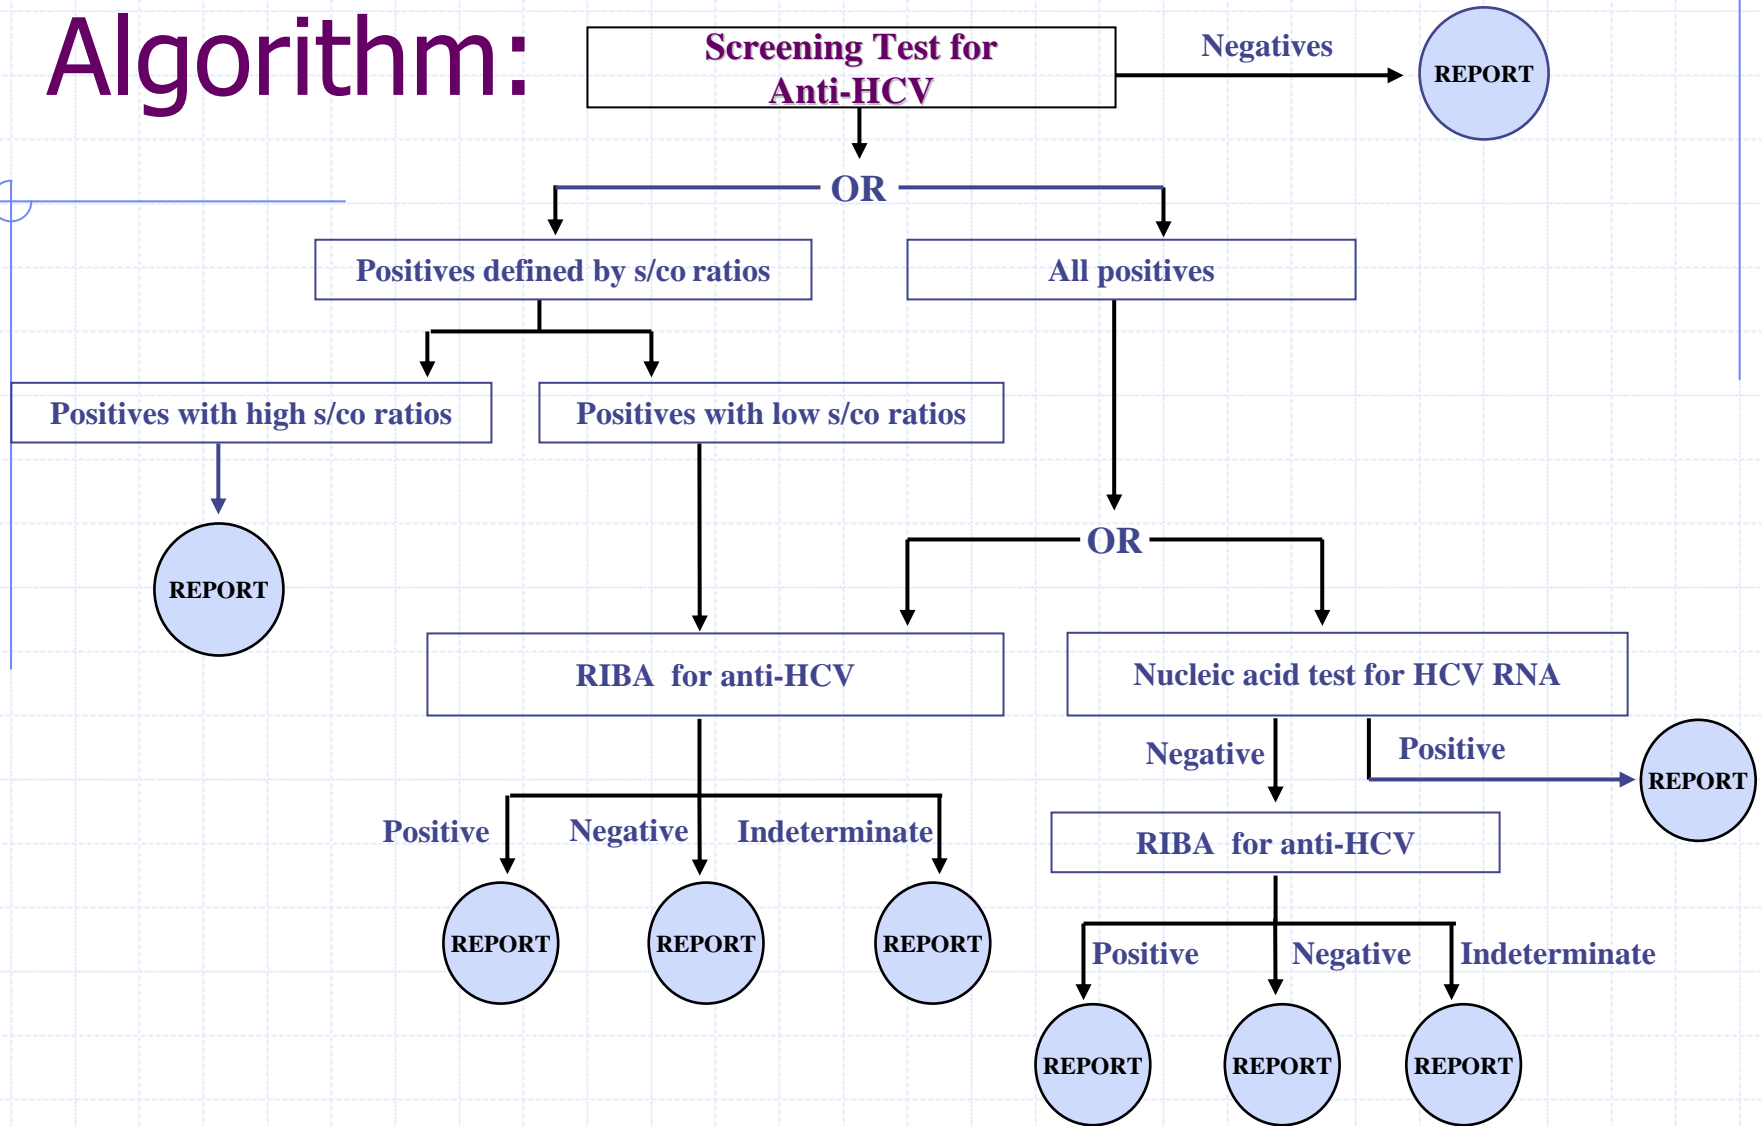 Algorithm:
Screening Test for
Anti-HCV
Negatives
REPORT
OR
Positives defined by s/co ratios
All positives
Positives with high s/co ratios
Positives with low s/co ratios
REPORT
OR
RIBA for anti-HCV
Nucleic acid test for HCV RNA
Negative
Positive
REPORT
Positive
Negative
Indeterminate
RIBA for anti-HCV
REPORT
REPORT
REPORT
Positive
Negative
Indeterminate
REPORT
REPORT
REPORT